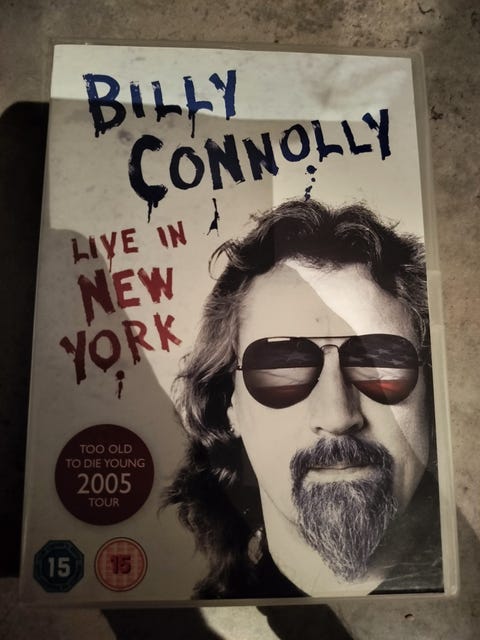 BILLY
CONNOLLY
LIVE IN
NEW
YORK
TOO OLD
TO DIE YOUNG
2005
TOUR
15
15